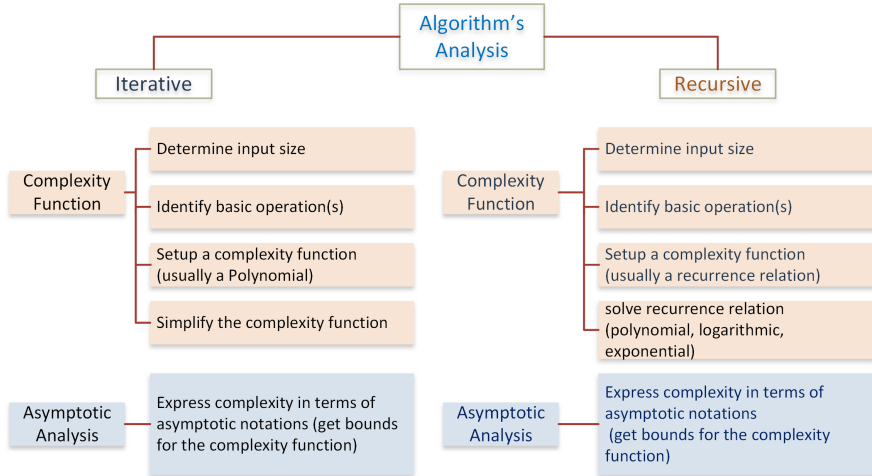 Algorithm's
Analysis
Iterative
Recursive
Complexity
Function
Determine input size
Identify basic operation(s)
Setup a complexity function
(usually a Polynomial)
Simplify the complexity function
Asymptotic
Analysis
Express complexity in terms of
asymptotic notations (get bounds
for the complexity function)
Complexity
Function
Determine input size
Identify basic operation(s)
Setup a complexity function
(usually a recurrence relation)
solve recurrence relation
(polynomial, logarithmic,
exponential)
Asymptotic
Analysis
Express complexity in terms of
asymptotic notations
(get bounds for the complexity
function)